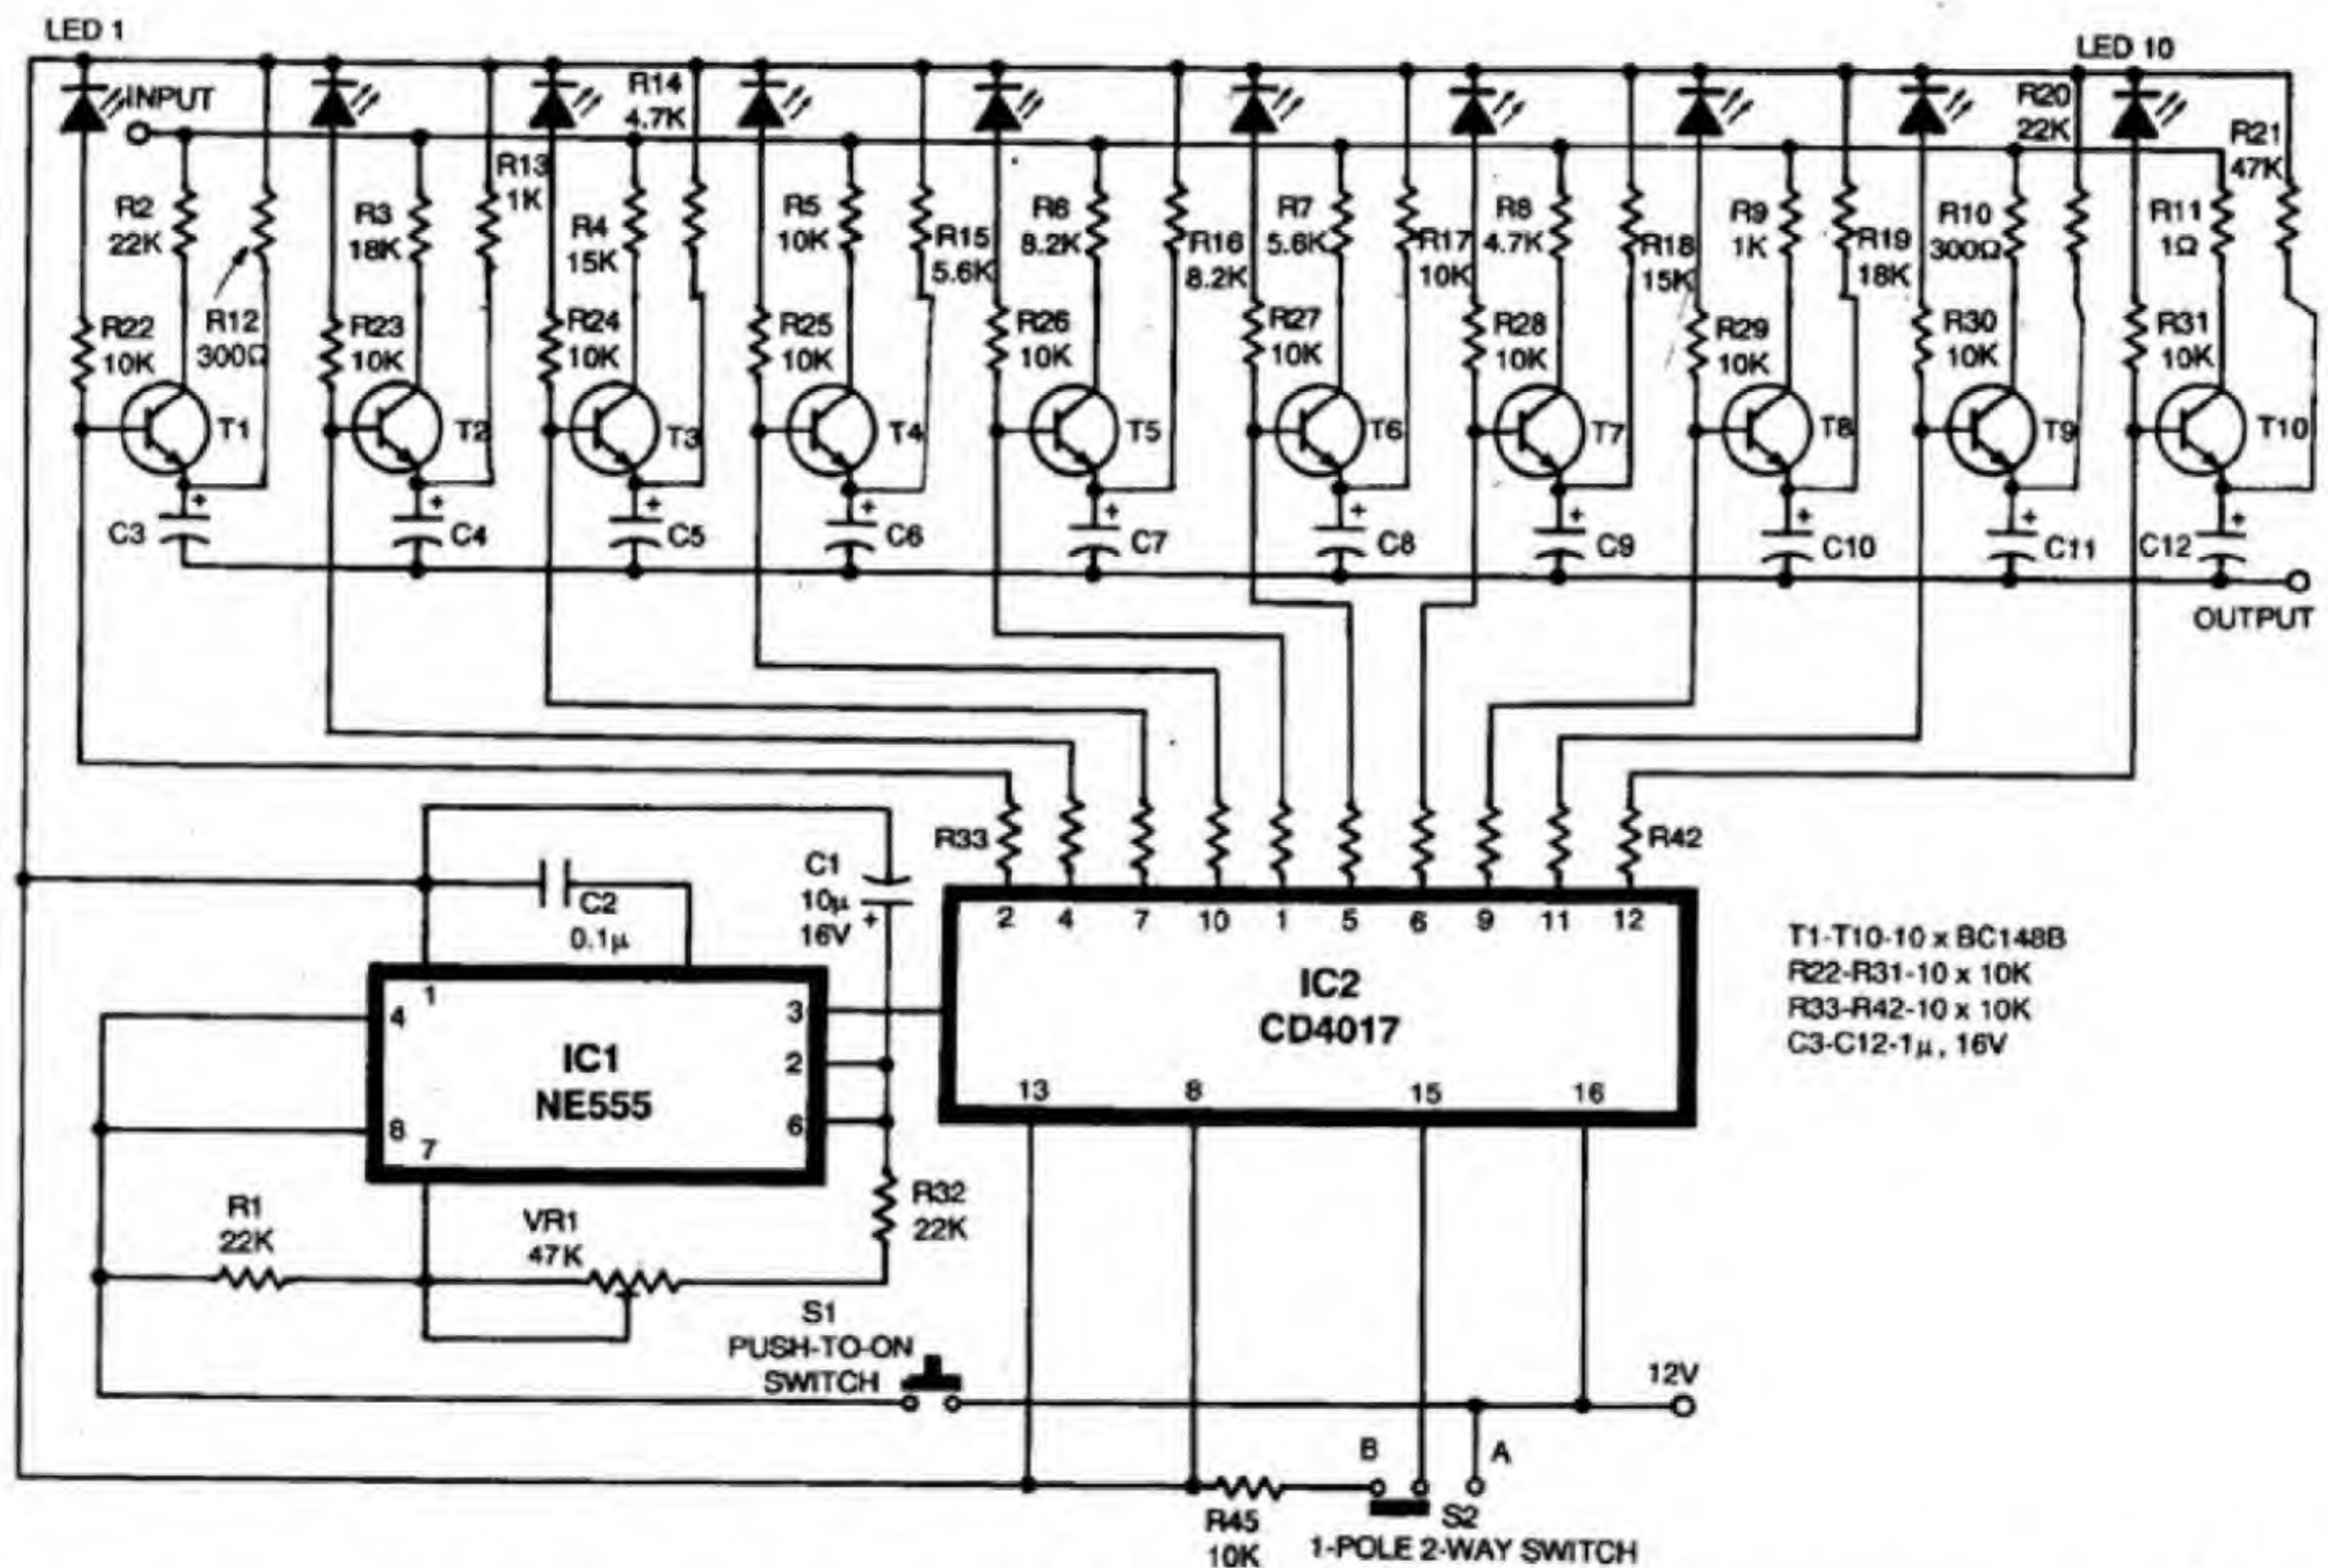 LED 1
LED 10
INPUT
R14
4.7K
R20
22K
R21
47K
R13
1K
R2
22K
R3
18K
R4
15K
R5
10K
R15
5.6K
R6
8.2K
R16
8.2K
R7
5.6K
R17
10K
R8
4.7K
R18
15K
R9
1K
R19
18K
R10
300Ω
R11
1Ω
R22
10K
R12
300Ω
R23
10K
R24
10K
R25
10K
R26
10K
R27
10K
R28
10K
R29
10K
R30
10K
R31
10K
T1
T2
T3
T4
T5
T6
T7
T8
T9
T10
+
+
+
+
+
+
+
+
+
+
C3
C4
C5
C6
C7
C8
C9
C10
C11
C12
OUTPUT
R33
R42
C1
10μ
16V +
C2
0.1μ
2 4 7 10 1 5 6 9 11 12
IC2
CD4017
13 8 15 16
T1-T10-10 x BC148B
R22-R31-10 x 10K
R33-R42-10 x 10K
C3-C12-1μ, 16V
1
4
3
IC1
NE555
2
8
7
6
R1
22K
VR1
47K
R32
22K
S1
PUSH-TO-ON
SWITCH
12V
B
A
R45
10K
S2
1-POLE 2-WAY SWITCH